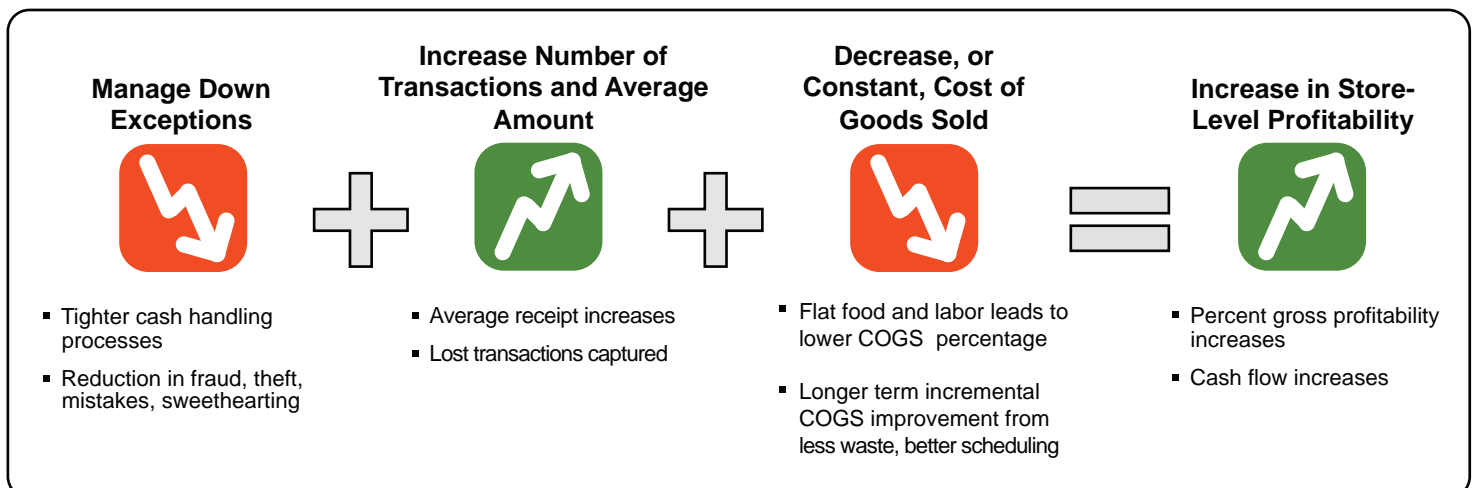 Manage Down
Exceptions
▪ Tighter cash handling
processes
▪ Reduction in fraud, theft,
mistakes, sweethearting
Increase Number of
Transactions and Average
Amount
▪ Average receipt increases
▪ Lost transactions captured
Decrease, or
Constant, Cost of
Goods Sold
▪ Flat food and labor leads to
lower COGS percentage
▪ Longer term incremental
COGS improvement from
less waste, better scheduling
Increase in Store-
Level Profitability
▪ Percent gross profitability
increases
▪ Cash flow increases